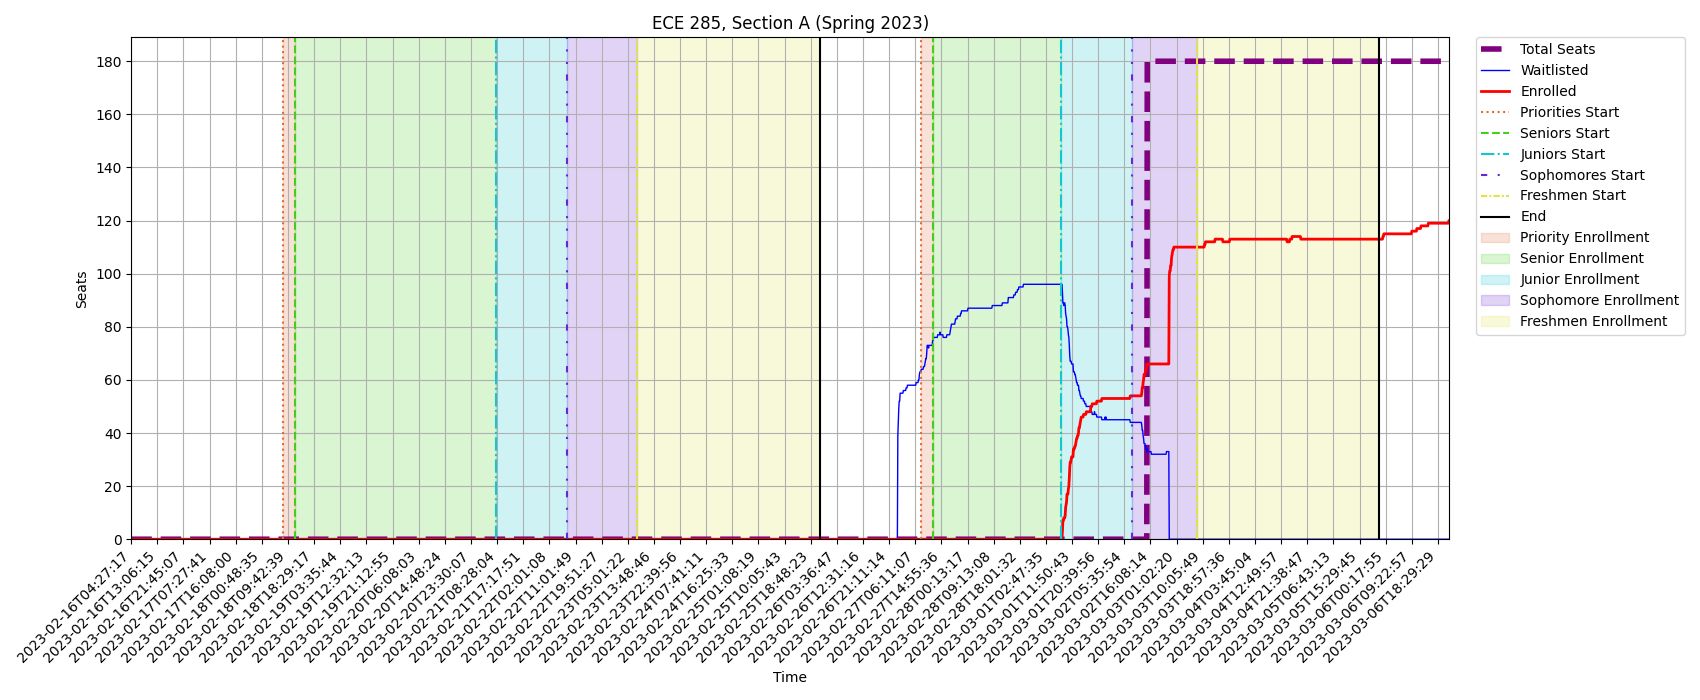 ECE 285, Section A (Spring 2023)
Seats
0
20
40
60
80
100
120
140
160
180
2023-02-16T04:27:17
2023-02-16T13:06:15
2023-02-16T21:45:07
2023-02-17T07:27:41
2023-02-17T16:08:00
2023-02-18T00:48:35
2023-02-18T09:42:39
2023-02-18T18:29:17
2023-02-19T03:35:44
2023-02-19T12:32:13
2023-02-19T21:12:55
2023-02-20T06:08:03
2023-02-20T14:48:24
2023-02-20T23:30:07
2023-02-21T08:28:04
2023-02-21T17:17:51
2023-02-22T02:01:08
2023-02-22T11:01:49
2023-02-22T19:51:27
2023-02-23T05:01:22
2023-02-23T13:48:46
2023-02-23T22:39:56
2023-02-24T07:41:11
2023-02-24T16:25:33
2023-02-25T01:08:19
2023-02-25T10:05:43
2023-02-25T18:48:23
2023-02-26T03:36:47
2023-02-26T12:31:16
2023-02-26T21:11:14
2023-02-27T06:11:07
2023-02-27T14:55:36
2023-02-28T00:13:17
2023-02-28T09:13:08
2023-02-28T18:01:32
2023-03-01T02:47:35
2023-03-01T11:50:43
2023-03-01T20:39:56
2023-03-02T05:35:54
2023-03-02T16:08:14
2023-03-03T01:02:20
2023-03-03T10:05:49
2023-03-03T18:57:36
2023-03-04T03:45:04
2023-03-04T12:49:57
2023-03-04T21:38:47
2023-03-05T06:43:13
2023-03-05T15:29:45
2023-03-06T00:17:55
2023-03-06T09:22:57
2023-03-06T18:29:29
Time
Total Seats
Waitlisted
Enrolled
Priorities Start
Seniors Start
Juniors Start
Sophomores Start
Freshmen Start
End
Priority Enrollment
Senior Enrollment
Junior Enrollment
Sophomore Enrollment
Freshmen Enrollment